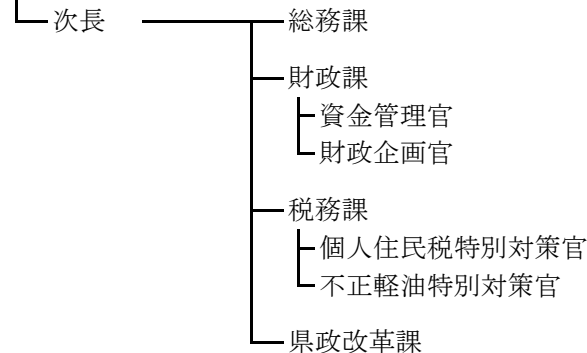 次長 総務課
財政課
資金管理官
財政企画官
税務課
個人住民税特別対策官
不正軽油特別対策官
県政改革課